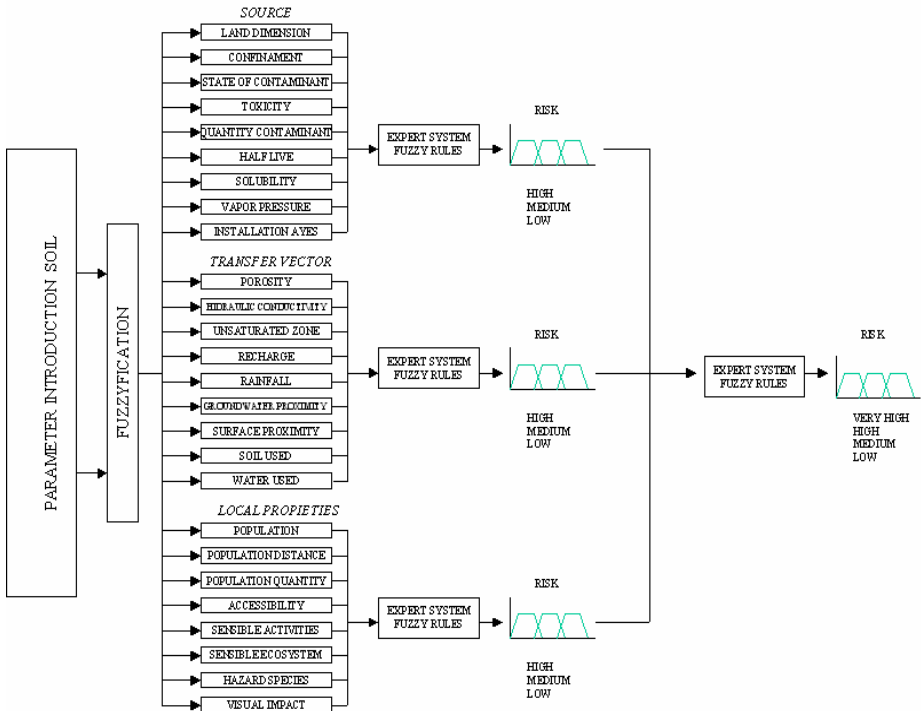 SOURCE
LAND DIMENSION
CONFINAMENT
STATE OF CONTAMINANT
TOXICITY
QUANTITY CONTAMINANT
HALF LIVE
SOLUBILITY
VAPOR PRESSURE
INSTALLATION AYES
TRANSFER VECTOR
POROSITY
HIDRAULIC CONDUCTIVITY
UNSATURATED ZONE
RECHARGE
RAINFALL
GROUNDWATER PROXIMITY
SURFACE PROXIMITY
SOIL USED
WATER USED
LOCAL PROPIETIES
POPULATION
POPULATION DISTANCE
POPULATION QUANTITY
ACCESSIBILITY
SENSIBLE ACTIVITIES
SENSIBLE ECOSYSTEM
HAZARD SPECIES
VISUAL IMPACT
PARAMETER INTRODUCTION SOIL
FUZZYFICATION
EXPERT SYSTEM
FUZZY RULES
RISK
HIGH
MEDIUM
LOW
EXPERT SYSTEM
FUZZY RULES
RISK
HIGH
MEDIUM
LOW
EXPERT SYSTEM
FUZZY RULES
RISK
HIGH
MEDIUM
LOW
EXPERT SYSTEM
FUZZY RULES
RISK
VERY HIGH
HIGH
MEDIUM
LOW